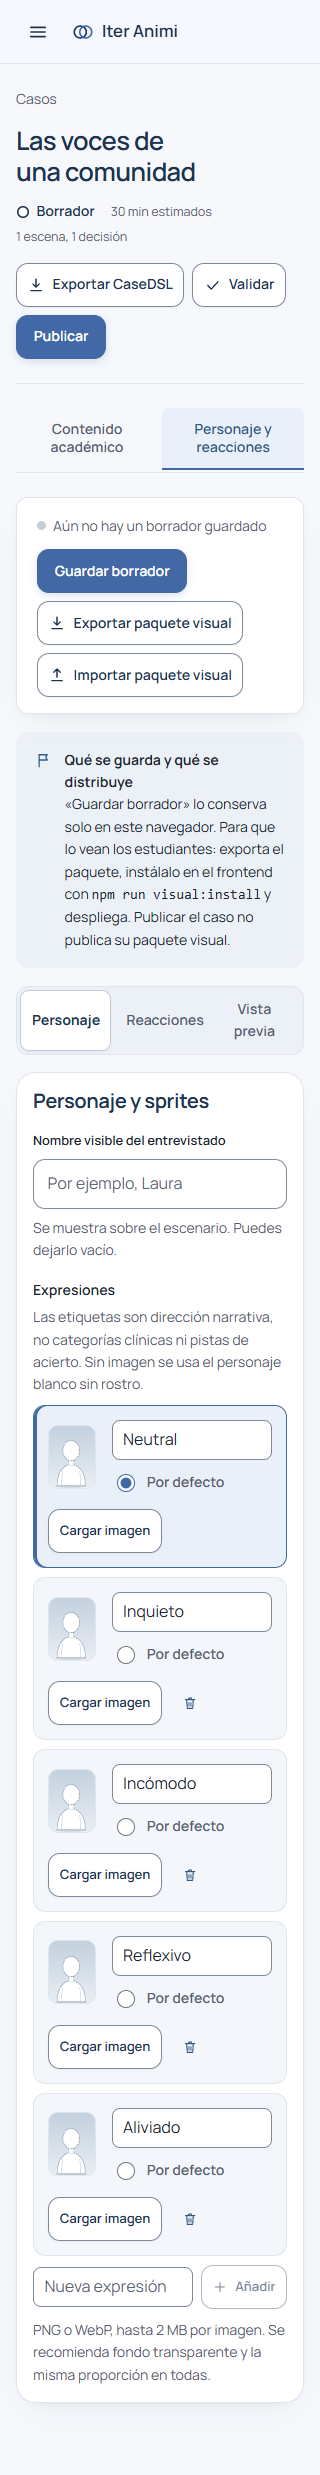 Iter Animi
Casos
Las voces de
una comunidad
Borrador 30 min estimados
1 escena, 1 decisión
Exportar CaseDSL Validar
Publicar
Contenido
académico
Personaje y
reacciones
Aún no hay un borrador guardado
Guardar borrador
Exportar paquete visual
Importar paquete visual
Qué se guarda y qué se
distribuye
«Guardar borrador» lo conserva
solo en este navegador. Para que
lo vean los estudiantes: exporta el
paquete, instálalo en el frontend
con npm run visual:install y
despliega. Publicar el caso no
publica su paquete visual.
Personaje Reacciones Vista
previa
Personaje y sprites
Nombre visible del entrevistado
Por ejemplo, Laura
Se muestra sobre el escenario. Puedes
dejarlo vacío.
Expresiones
Las etiquetas son dirección narrativa,
no categorías clínicas ni pistas de
acierto. Sin imagen se usa el personaje
blanco sin rostro.
Neutral
Por defecto
Cargar imagen
Inquieto
Por defecto
Cargar imagen
Incómodo
Por defecto
Cargar imagen
Reflexivo
Por defecto
Cargar imagen
Aliviado
Por defecto
Cargar imagen
Nueva expresión Añadir
PNG o WebP, hasta 2 MB por imagen. Se
recomienda fondo transparente y la
misma proporción en todas.